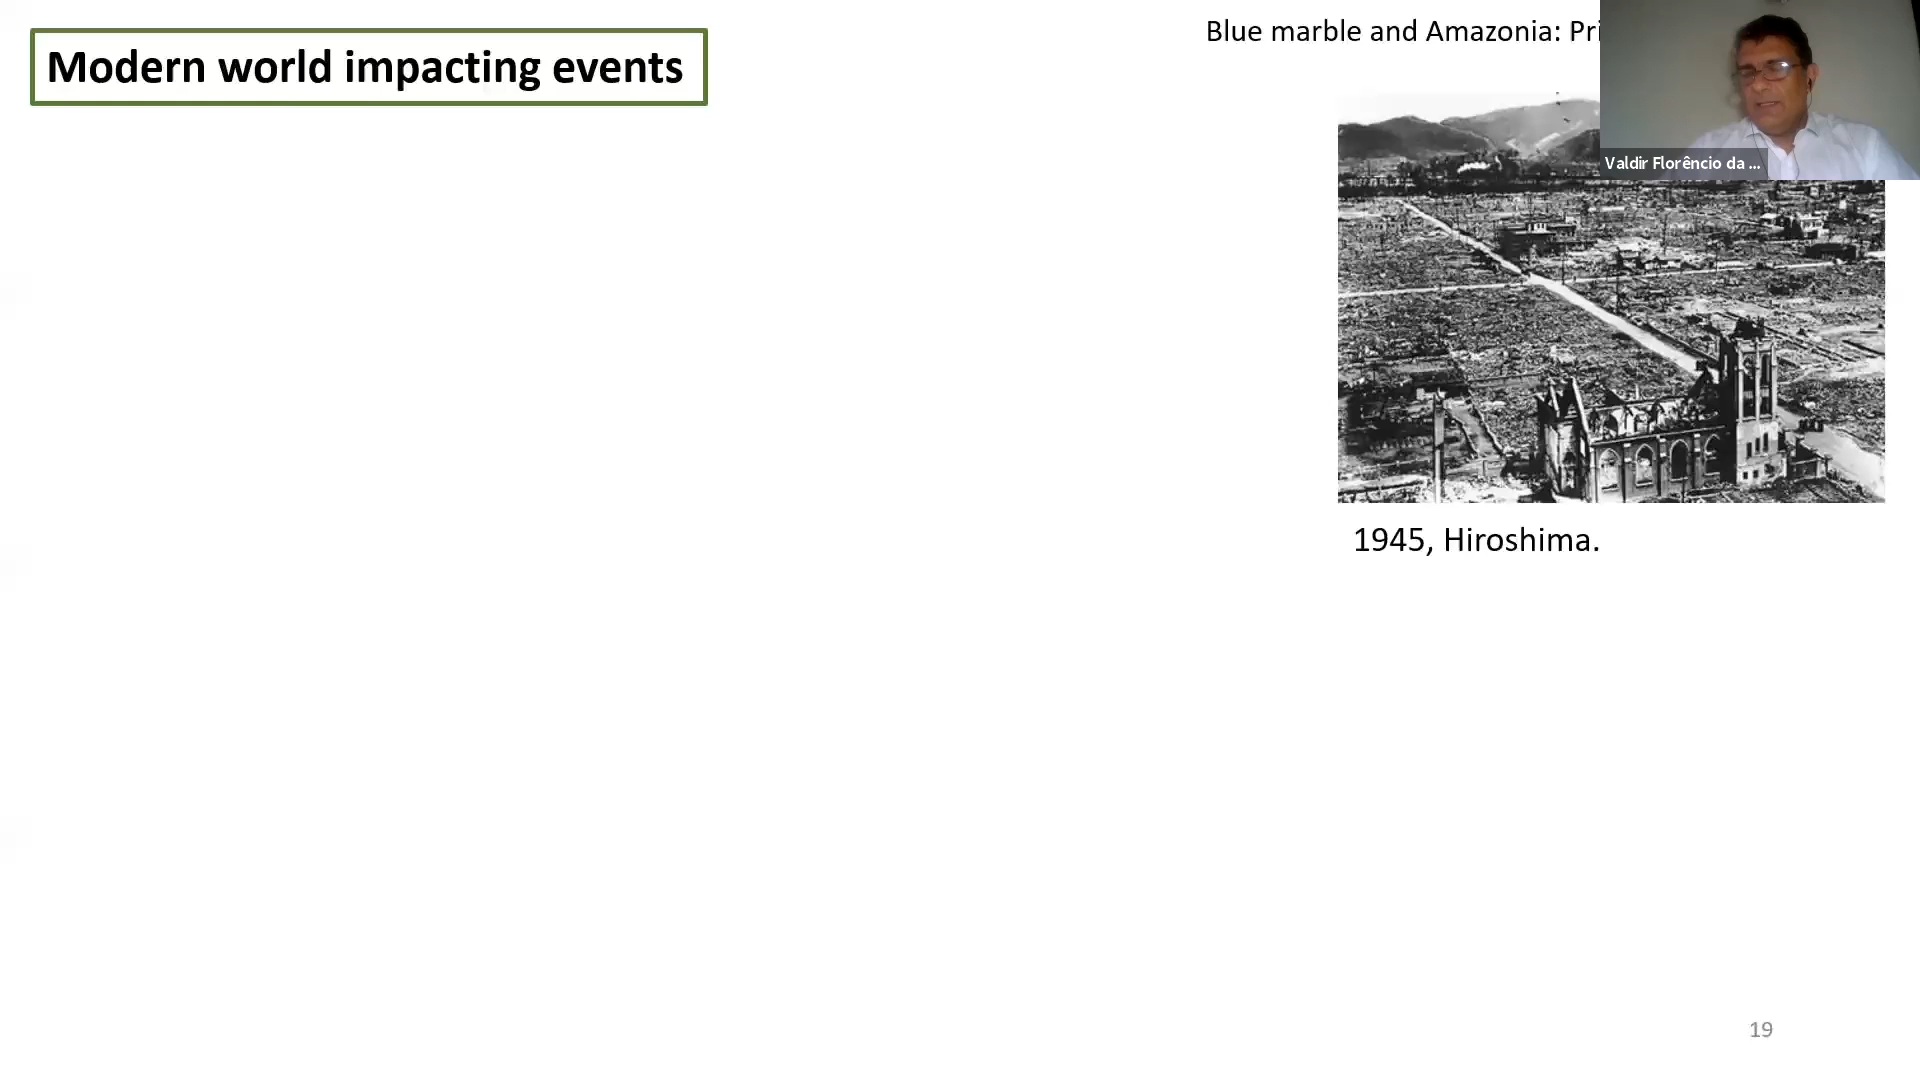 Blue marble and Amazonia: Pri
Modern world impacting events
Valdir Florêncio da ...
1945, Hiroshima.
19